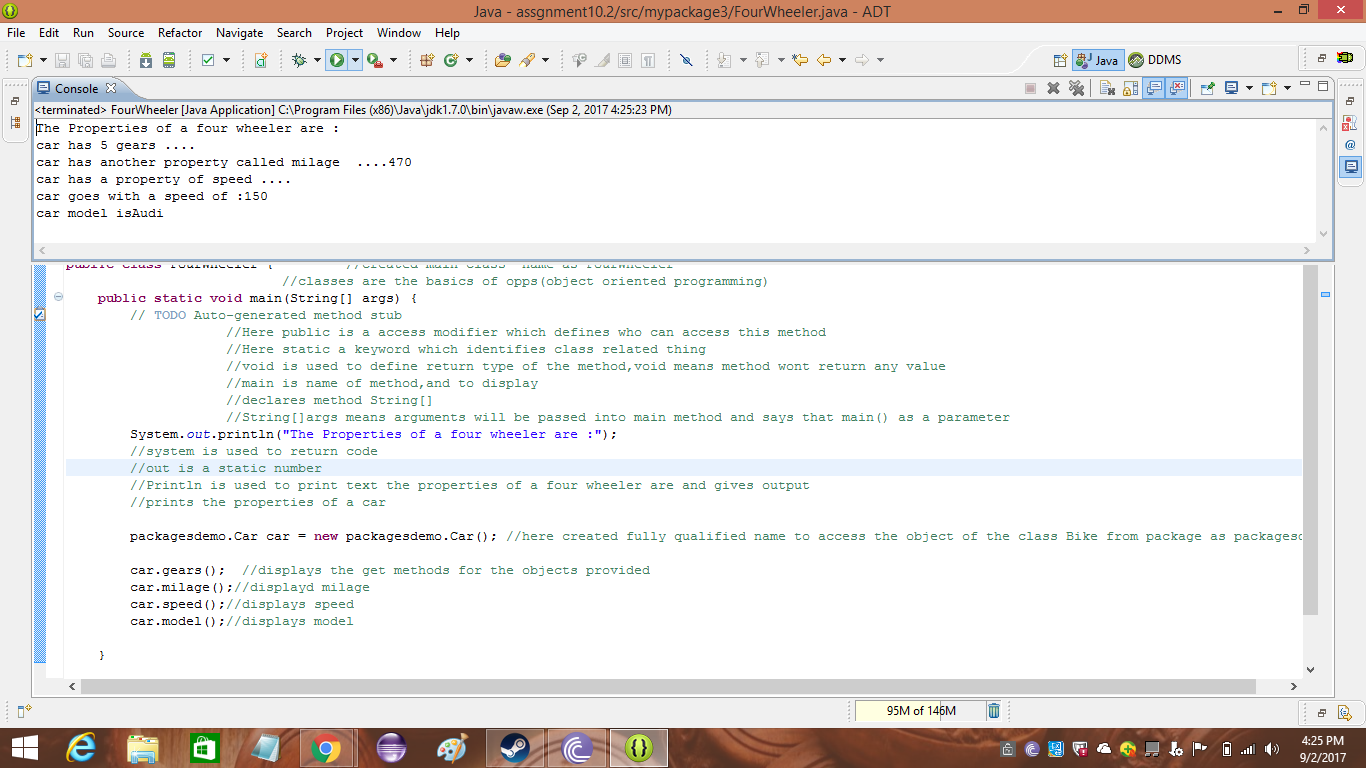 Java - assgnment10.2/src/mypackage3/FourWheeler.java - ADT
File Edit Run Source Refactor Navigate Search Project Window Help
Java DDMS
Console
<terminated> FourWheeler [Java Application] C:\Program Files (x86)\Java\jdk1.7.0\bin\javaw.exe (Sep 2, 2017 4:25:23 PM)
The Properties of a four wheeler are :
car has 5 gears ....
car has another property called milage  ....470
car has a property of speed ....
car goes with a speed of :150
car model isAudi
public class FourWheeler { //created main class name as FourWheeler
//classes are the basics of opps(object oriented programming)
public static void main(String[] args) {
// TODO Auto-generated method stub
//Here public is a access modifier which defines who can access this method
//Here static a keyword which identifies class related thing
//void is used to define return type of the method,void means method wont return any value
//main is name of method,and to display
//declares method String[]
//String[]args means arguments will be passed into main method and says that main() as a parameter
System.out.println("The Properties of a four wheeler are :");
//system is used to return code
//out is a static number
//Println is used to print text the properties of a four wheeler are and gives output
//prints the properties of a car
packagesdemo.Car car = new packagesdemo.Car(); //here created fully qualified name to access the object of the class Bike from package as
car.gears();  //displays the get methods for the objects provided
car.milage();//displayd milage
car.speed();//displays speed
car.model();//displays model
}
95M of 146M
4:25 PM
9/2/2017